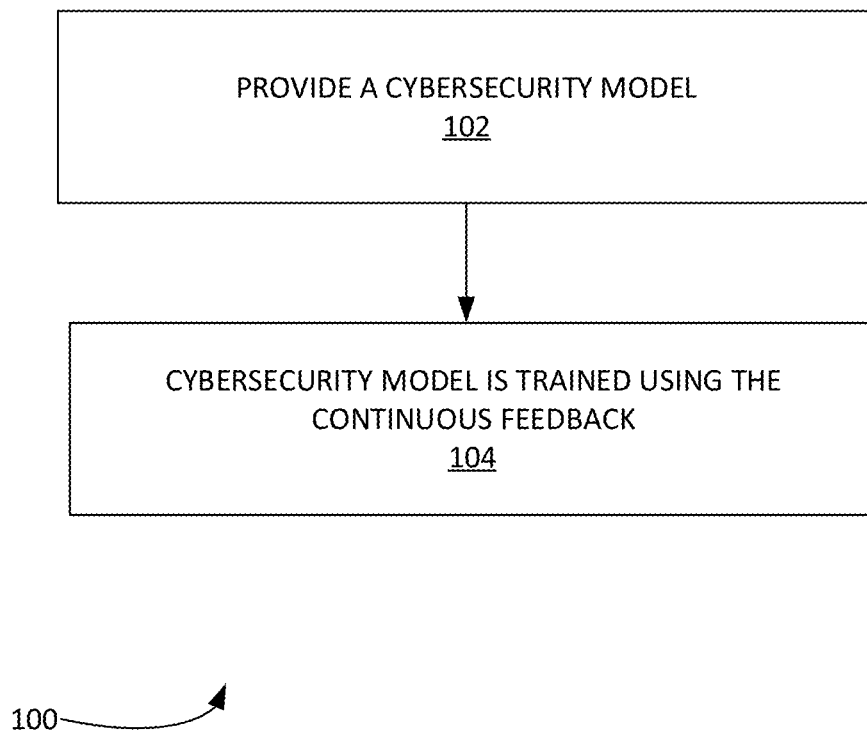 PROVIDE A CYBERSECURITY MODEL
102
CYBERSECURITY MODEL IS TRAINED USING THE
CONTINUOUS FEEDBACK
104
100